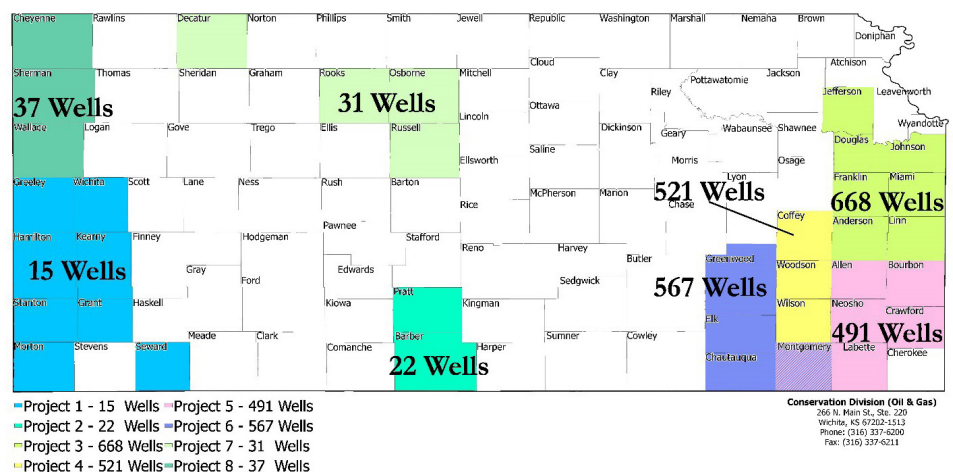 Cheyenne Rawlins Decatur Norton Phillips Smith Jewell Republic Washington Marshall Nemaha Brown
Doniphan
Cloud Atchison
Sherman Thomas Sheridan Graham Rooks Osborne Mitchell Clay Pottawatomie Jackson
Riley Jefferson Leavenworth
37 Wells 31 Wells Ottawa
Lincoln Wyandotte
Wallace Logan Gove Trego Ellis Russell Dickinson Geary Wabaunsee Shawnee
Douglas Johnson
Saline
Ellsworth Morris Osage
Greeley Wichita Scott Lane Ness Rush Barton Lyon Franklin Miami
McPherson Marion 521 Wells
Rice Chase 668 Wells
Pawnee Coffey Anderson Linn
Hamilton Kearny Finney Hodgeman Stafford
Reno Harvey Butler Greenwood Woodson Allen Bourbon
15 Wells Gray Edwards
Ford Sedgwick 567 Wells
Pratt
Stanton Grant Haskell Kiowa Kingman Wilson Neosho
Crawford
Elk
Meade Clark Barber Sumner Cowley 491 Wells
Morton Stevens Seward Comanche Harper Montgomery Labette
Cherokee
22 Wells Chautauqua
Project 1 - 15 Wells Project 5 - 491 Wells
Project 2 - 22 Wells Project 6 - 567 Wells
Project 3 - 668 Wells Project 7 - 31 Wells
Project 4 - 521 Wells Project 8 - 37 Wells
Conservation Division (Oil & Gas)
266 N. Main St., Ste. 220
Wichita, KS 67202-1513
Phone: (316) 337-6200
Fax: (316) 337-6211